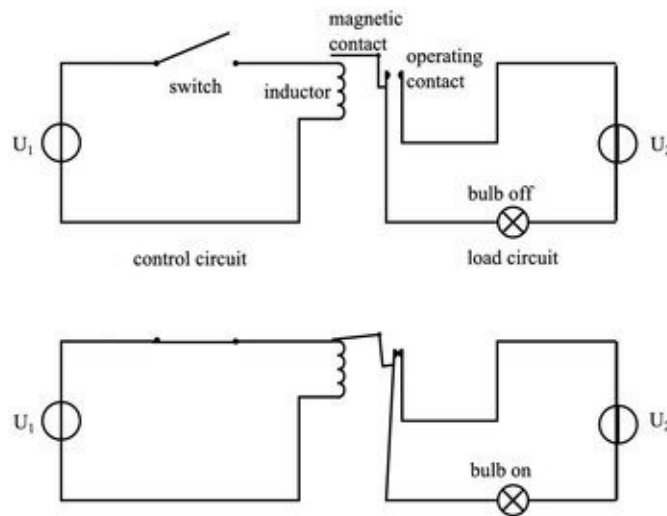 magnetic
contact
operating
contact
switch
inductor
U₁
U₂
bulb off
control circuit
load circuit
U₁
U₂
bulb on